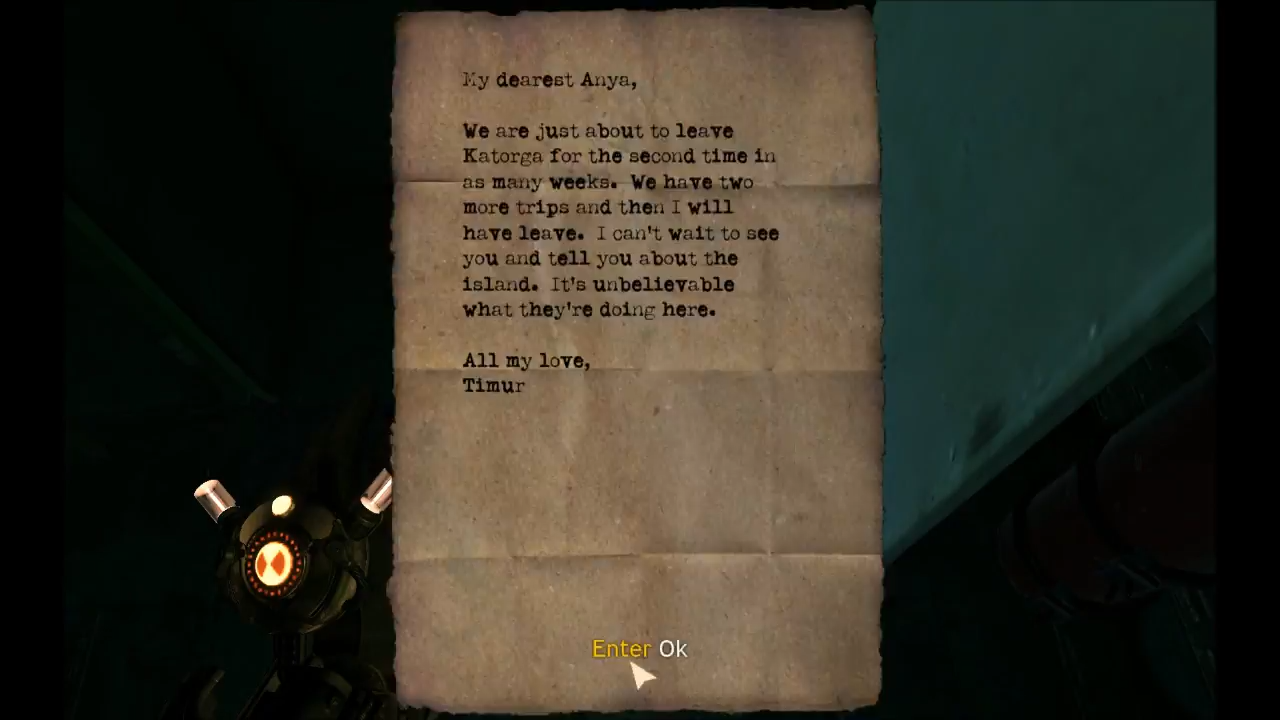 My dearest Anya,
We are just about to leave
Katorga for the second time in
as many weeks. We have two
more trips and then I will
have leave. I can't wait to see
you and tell you about the
island. It's unbelievable
what they're doing here.
All my love,
Timur
Enter Ok